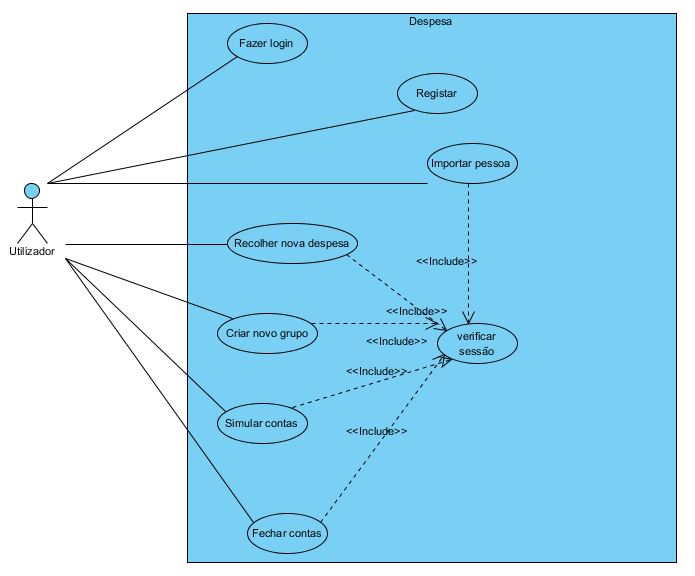 Despesa
Fazer login
Registar
Importar pessoa
Utilizador
Recolher nova despesa
<<Include>>
<<Include>>
Criar novo grupo
<<Include>>
verificar
sessão
<<Include>>
Simular contas
<<Include>>
Fechar contas